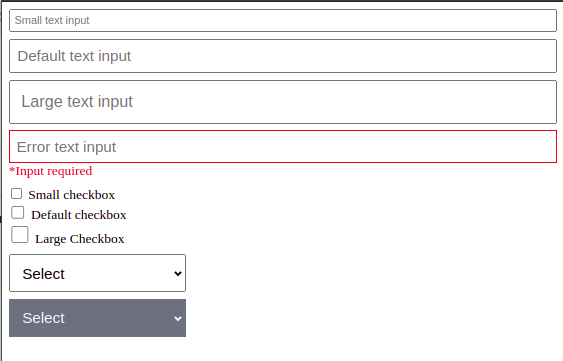 Small text input
Default text input
Large text input
Error text input
*Input required
Small checkbox
Default checkbox
Large Checkbox
Select
Select